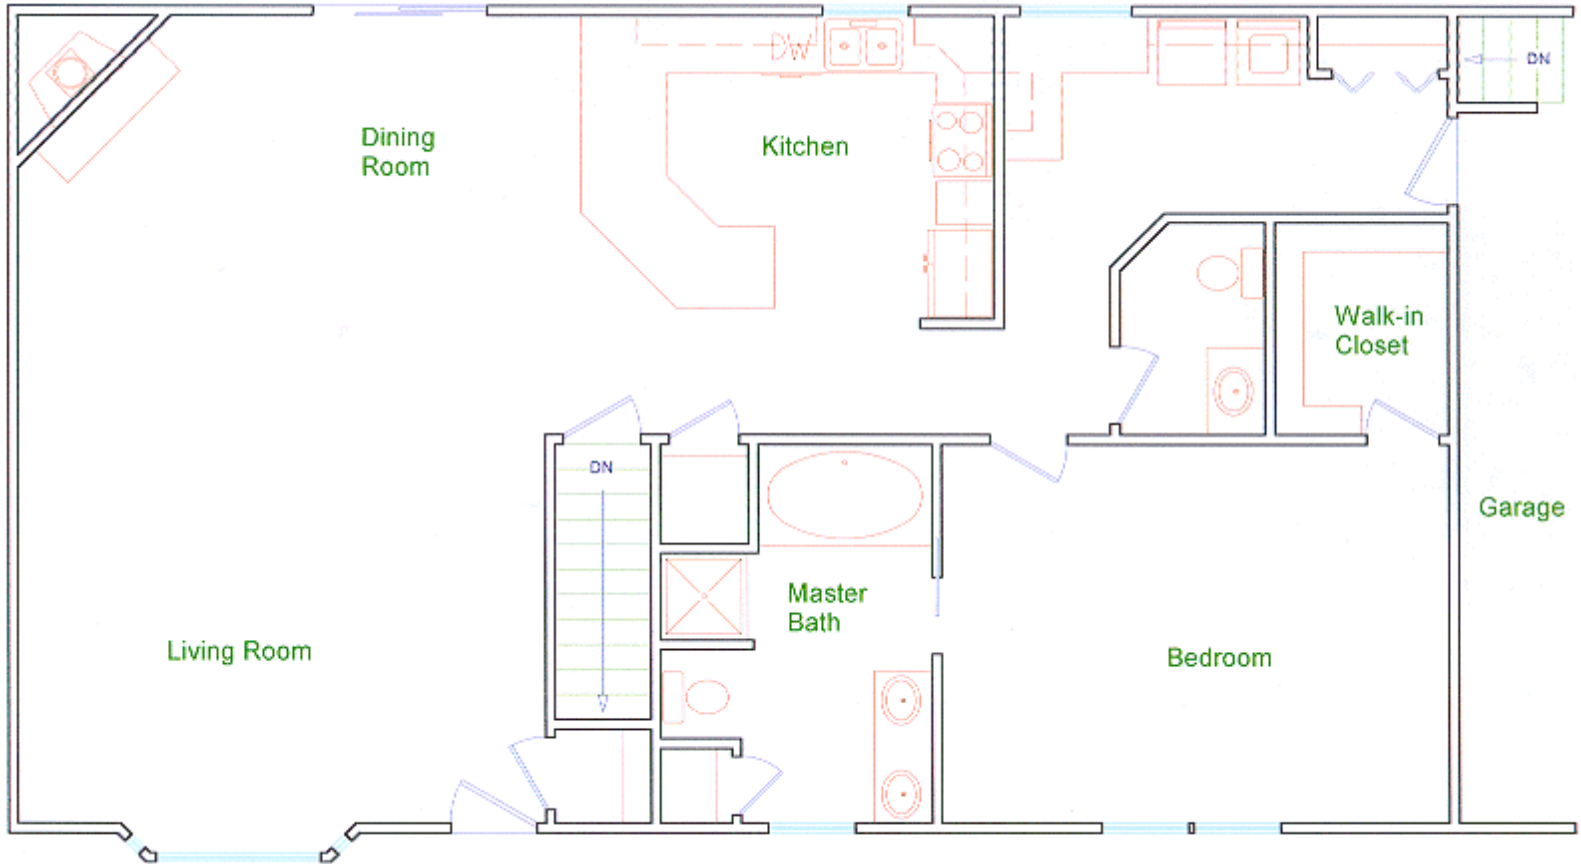 DW
DN
Dining
Room
Kitchen
Walk-in
Closet
DN
Garage
Master
Bath
Living Room
Bedroom